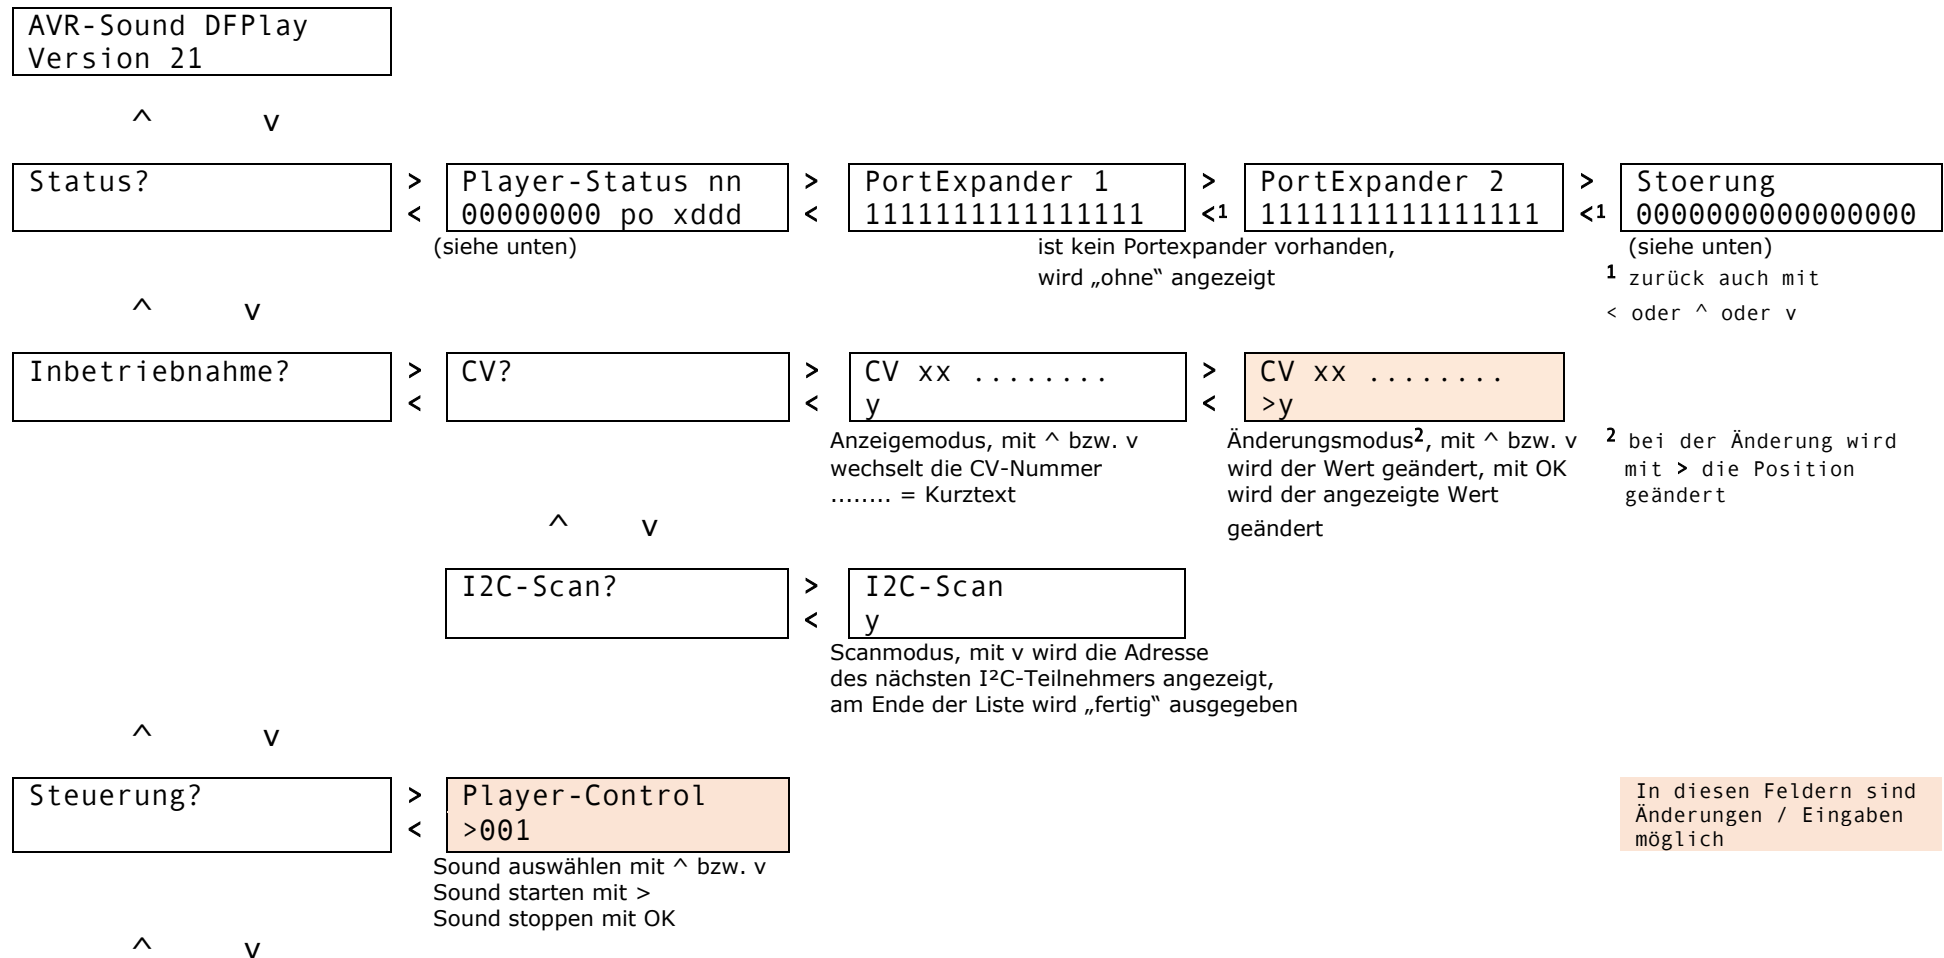 AVR-Sound DFPlay
Version 21
^ v
Status? > Player-Status nn > PortExpander 1 > PortExpander 2 > Stoerung
< 00000000 po xddd < 1111111111111111 <¹ 1111111111111111 <¹ 0000000000000000
(siehe unten) ist kein Portexpander vorhanden, (siehe unten)
wird „ohne“ angezeigt ¹ zurück auch mit
^ v < oder ^ oder v
Inbetriebnahme? > CV? > CV xx ........ > CV xx ........
< < y < >y
Anzeigemodus, mit ^ bzw. v Änderungsmodus², mit ^ bzw. v ² bei der Änderung wird
wechselt die CV-Nummer wird der Wert geändert, mit OK mit > die Position
........ = Kurztext wird der angezeigte Wert geändert
^ v geändert
I2C-Scan? > I2C-Scan
< y
Scanmodus, mit v wird die Adresse
des nächsten I²C-Teilnehmers angezeigt,
am Ende der Liste wird „fertig“ ausgegeben
^ v
Steuerung? > Player-Control In diesen Feldern sind
< >001 Änderungen / Eingaben
möglich
Sound auswählen mit ^ bzw. v
Sound starten mit >
Sound stoppen mit OK
^ v